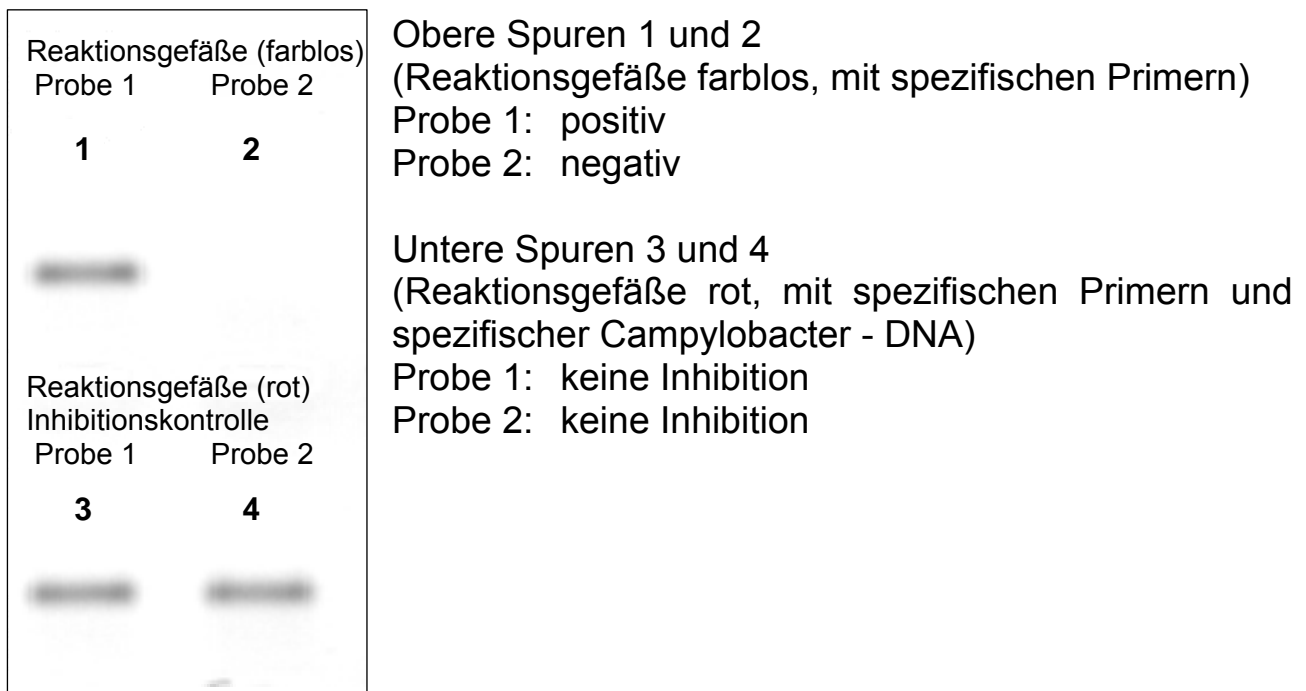 Reaktionsgefäße (farblos)
Probe 1 Probe 2
1 2
Reaktionsgefäße (rot)
Inhibitionskontrolle
Probe 1 Probe 2
3 4
Obere Spuren 1 und 2
(Reaktionsgefäße farblos, mit spezifischen Primern)
Probe 1: positiv
Probe 2: negativ
Untere Spuren 3 und 4
(Reaktionsgefäße rot, mit spezifischen Primern und
spezifischer Campylobacter - DNA)
Probe 1: keine Inhibition
Probe 2: keine Inhibition